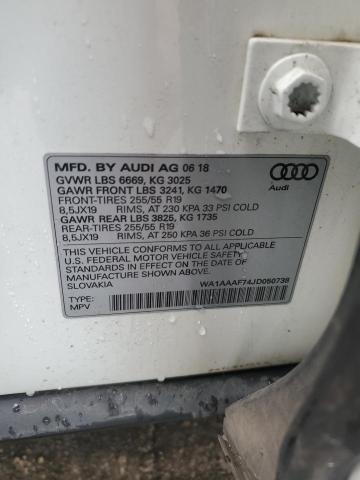 MFD. BY AUDI AG 06 18
GVWR LBS 6669, KG 3025
GAWR FRONT LBS 3241, KG 1470
FRONT-TIRES 255/55 R19
8,5JX19 RIMS, AT 230 KPA 33 PSI COLD
GAWR REAR LBS 3825, KG 1735
REAR-TIRES 255/55 R19
8,5JX19 RIMS, AT 250 KPA 36 PSI COLD
THIS VEHICLE CONFORMS TO ALL APPLICABLE
U.S. FEDERAL MOTOR VEHICLE SAFETY
STANDARDS IN EFFECT ON THE DATE OF
MANUFACTURE SHOWN ABOVE.
SLOVAKIA
WA1AAAF74JD050738
TYPE:
MPV
Audi